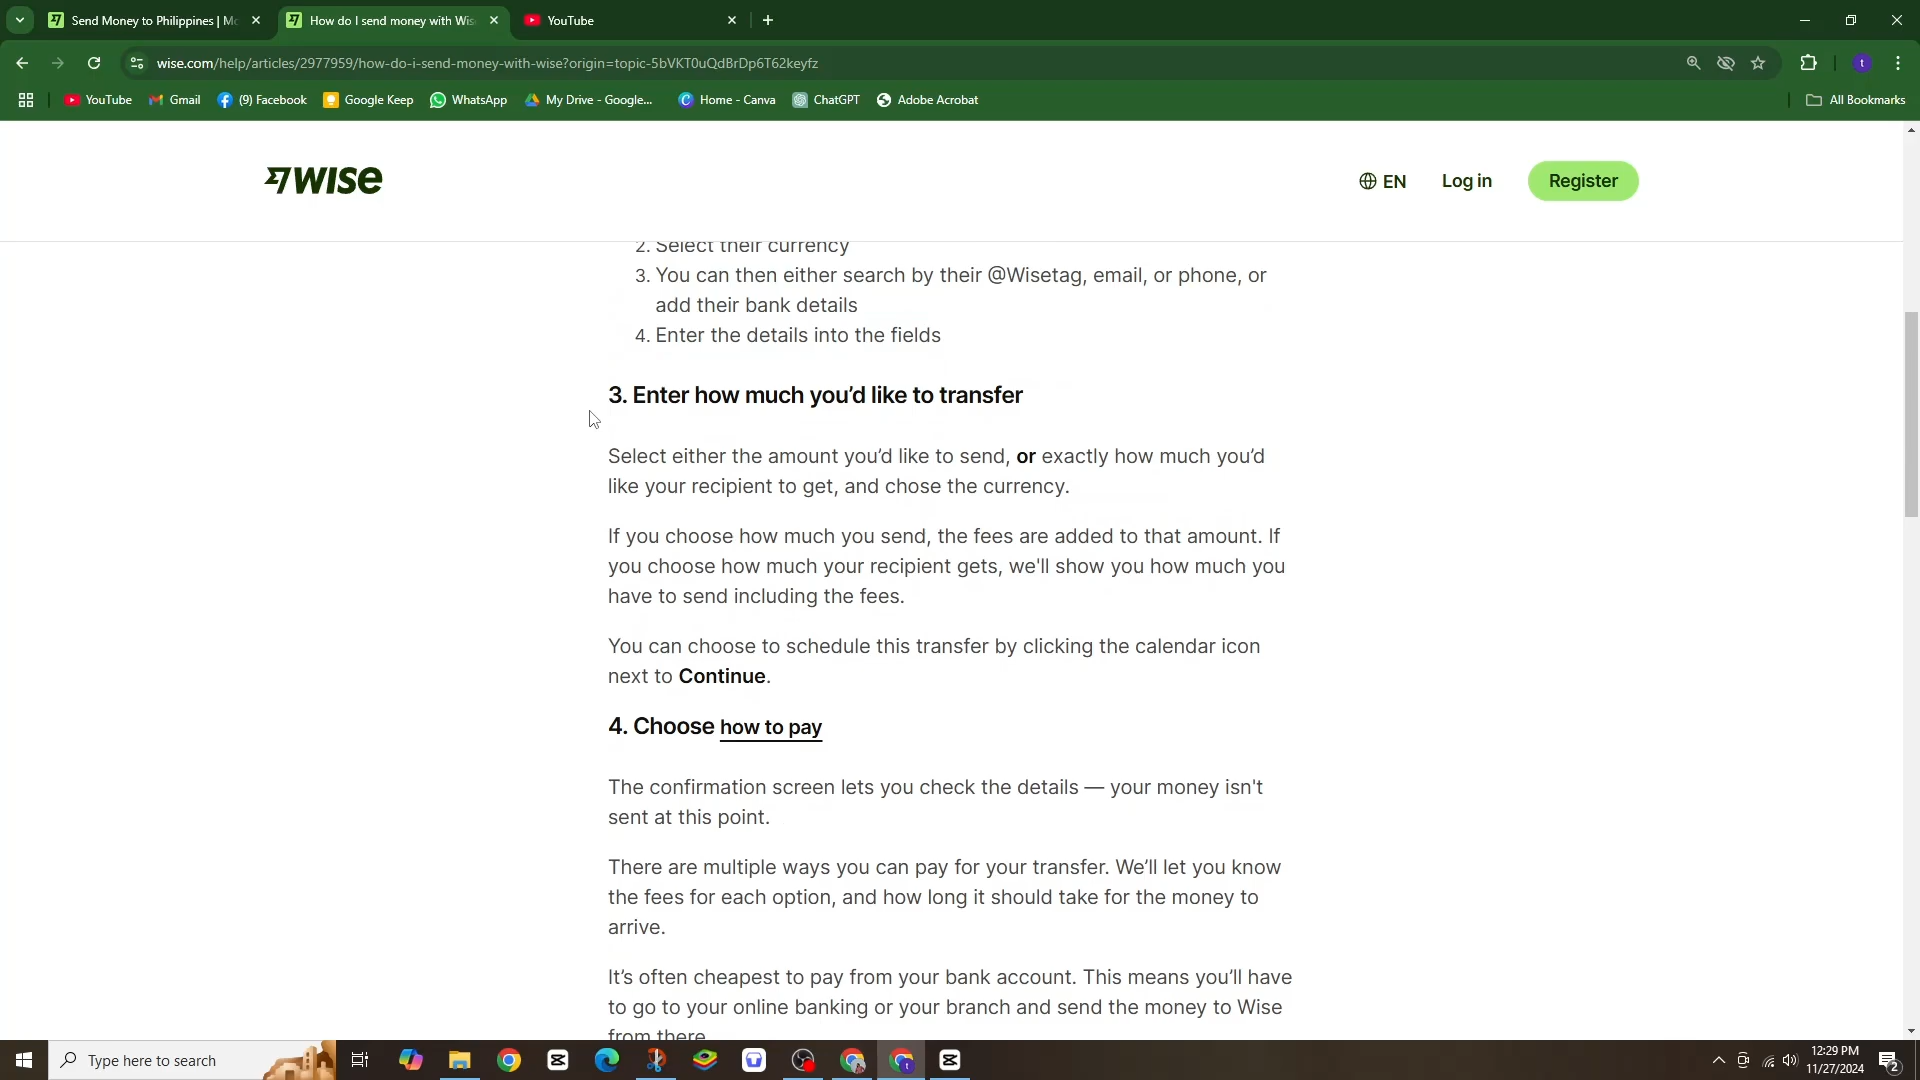 Send Money to Philippines | Mo
How do I send money with Wis
YouTube
wise.com/help/articles/2977959/how-do-i-send-money-with-wise?origin=topic-5bVKT0uQdBrDp6T62keyfz
t
YouTube
Gmail
(9) Facebook
Google Keep
WhatsApp
My Drive - Google...
Home - Canva
ChatGPT
Adobe Acrobat
All Bookmarks
WISE
EN
Log in
Register
2. Select their currency
3. You can then either search by their @Wisetag, email, or phone, or
add their bank details
4. Enter the details into the fields
3. Enter how much you’d like to transfer
Select either the amount you’d like to send, or exactly how much you’d
like your recipient to get, and chose the currency.
If you choose how much you send, the fees are added to that amount. If
you choose how much your recipient gets, we'll show you how much you
have to send including the fees.
You can choose to schedule this transfer by clicking the calendar icon
next to Continue.
4. Choose how to pay
The confirmation screen lets you check the details — your money isn't
sent at this point.
There are multiple ways you can pay for your transfer. We’ll let you know
the fees for each option, and how long it should take for the money to
arrive.
It’s often cheapest to pay from your bank account. This means you’ll have
to go to your online banking or your branch and send the money to Wise
from there
Type here to search
12:29 PM
11/27/2024
2